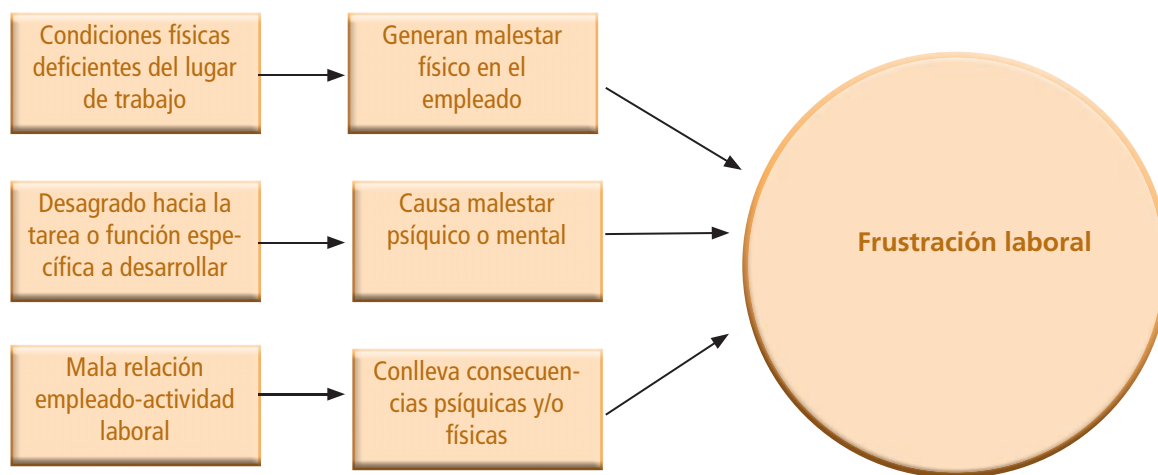 Condiciones físicas
deficientes del lugar
de trabajo
Generan malestar
físico en el
empleado
Desagrado hacia la
tarea o función espe-
cífica a desarrollar
Causa malestar
psíquico o mental
Mala relación
empleado-actividad
laboral
Conlleva consecuen-
cias psíquicas y/o
físicas
Frustración laboral